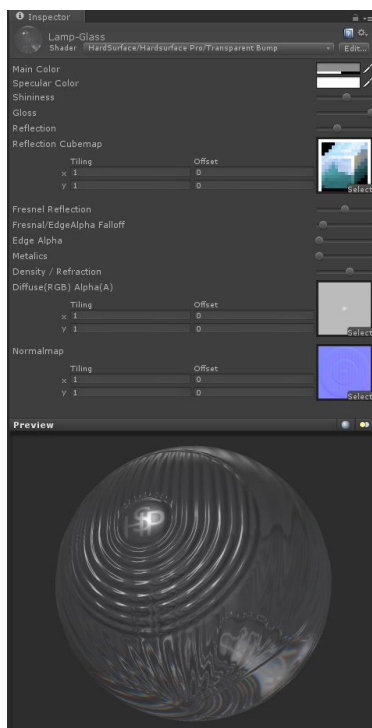 Inspector
Lamp-Glass
Shader HardSurface/Hardsurface Pro/Transparent Bump Edit...
Main Color
Specular Color
Shininess
Gloss
Reflection
Reflection Cubemap
Tiling Offset
x 1 0
y 1 0
Select
Fresnel Reflection
Fresnal/EdgeAlpha Falloff
Edge Alpha
Metalics
Density / Refraction
Diffuse(RGB) Alpha(A)
Tiling Offset
x 1 0
y 1 0
Select
Normalmap
Tiling Offset
x 1 0
y 1 0
Select
Preview